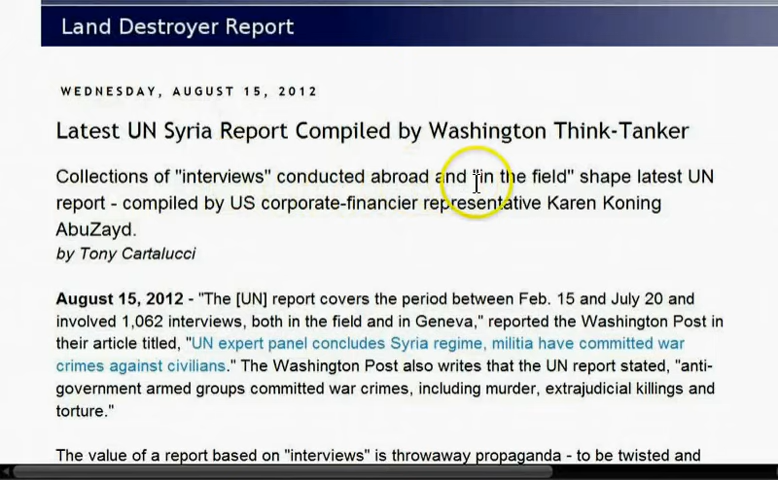 Land Destroyer Report
WEDNESDAY, AUGUST 15, 2012
Latest UN Syria Report Compiled by Washington Think-Tanker
Collections of "interviews" conducted abroad and "in the field" shape latest UN
report - compiled by US corporate-financier representative Karen Koning
AbuZayd.
by Tony Cartalucci
August 15, 2012 - "The [UN] report covers the period between Feb. 15 and July 20 and
involved 1,062 interviews, both in the field and in Geneva," reported the Washington Post in
their article titled, "UN expert panel concludes Syria regime, militia have committed war
crimes against civilians." The Washington Post also writes that the UN report stated, "anti-
government armed groups committed war crimes, including murder, extrajudicial killings and
torture."
The value of a report based on "interviews" is throwaway propaganda - to be twisted and